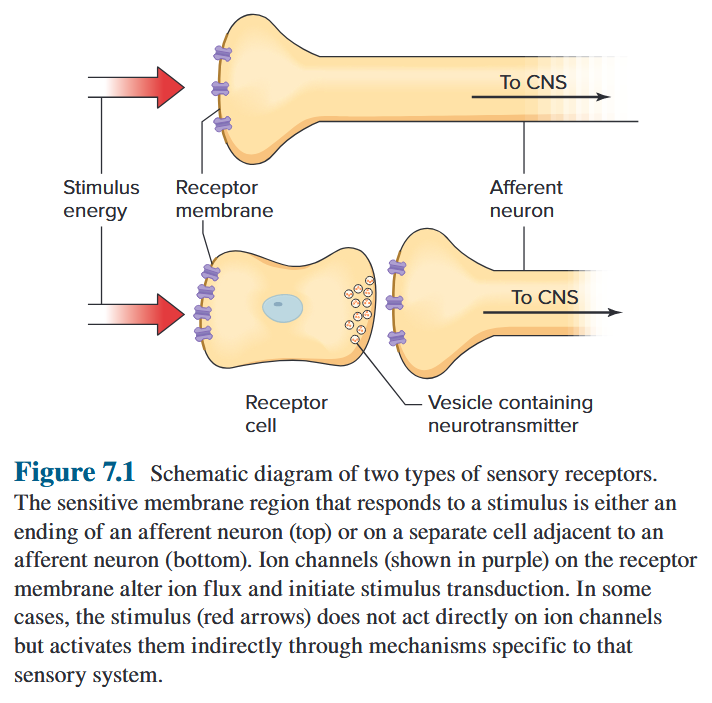 To CNS
Stimulus energy
Receptor membrane
Afferent neuron
To CNS
Receptor cell
Vesicle containing neurotransmitter
Figure 7.1 Schematic diagram of two types of sensory receptors.
The sensitive membrane region that responds to a stimulus is either an
ending of an afferent neuron (top) or on a separate cell adjacent to an
afferent neuron (bottom). Ion channels (shown in purple) on the receptor
membrane alter ion flux and initiate stimulus transduction. In some
cases, the stimulus (red arrows) does not act directly on ion channels
but activates them indirectly through mechanisms specific to that
sensory system.